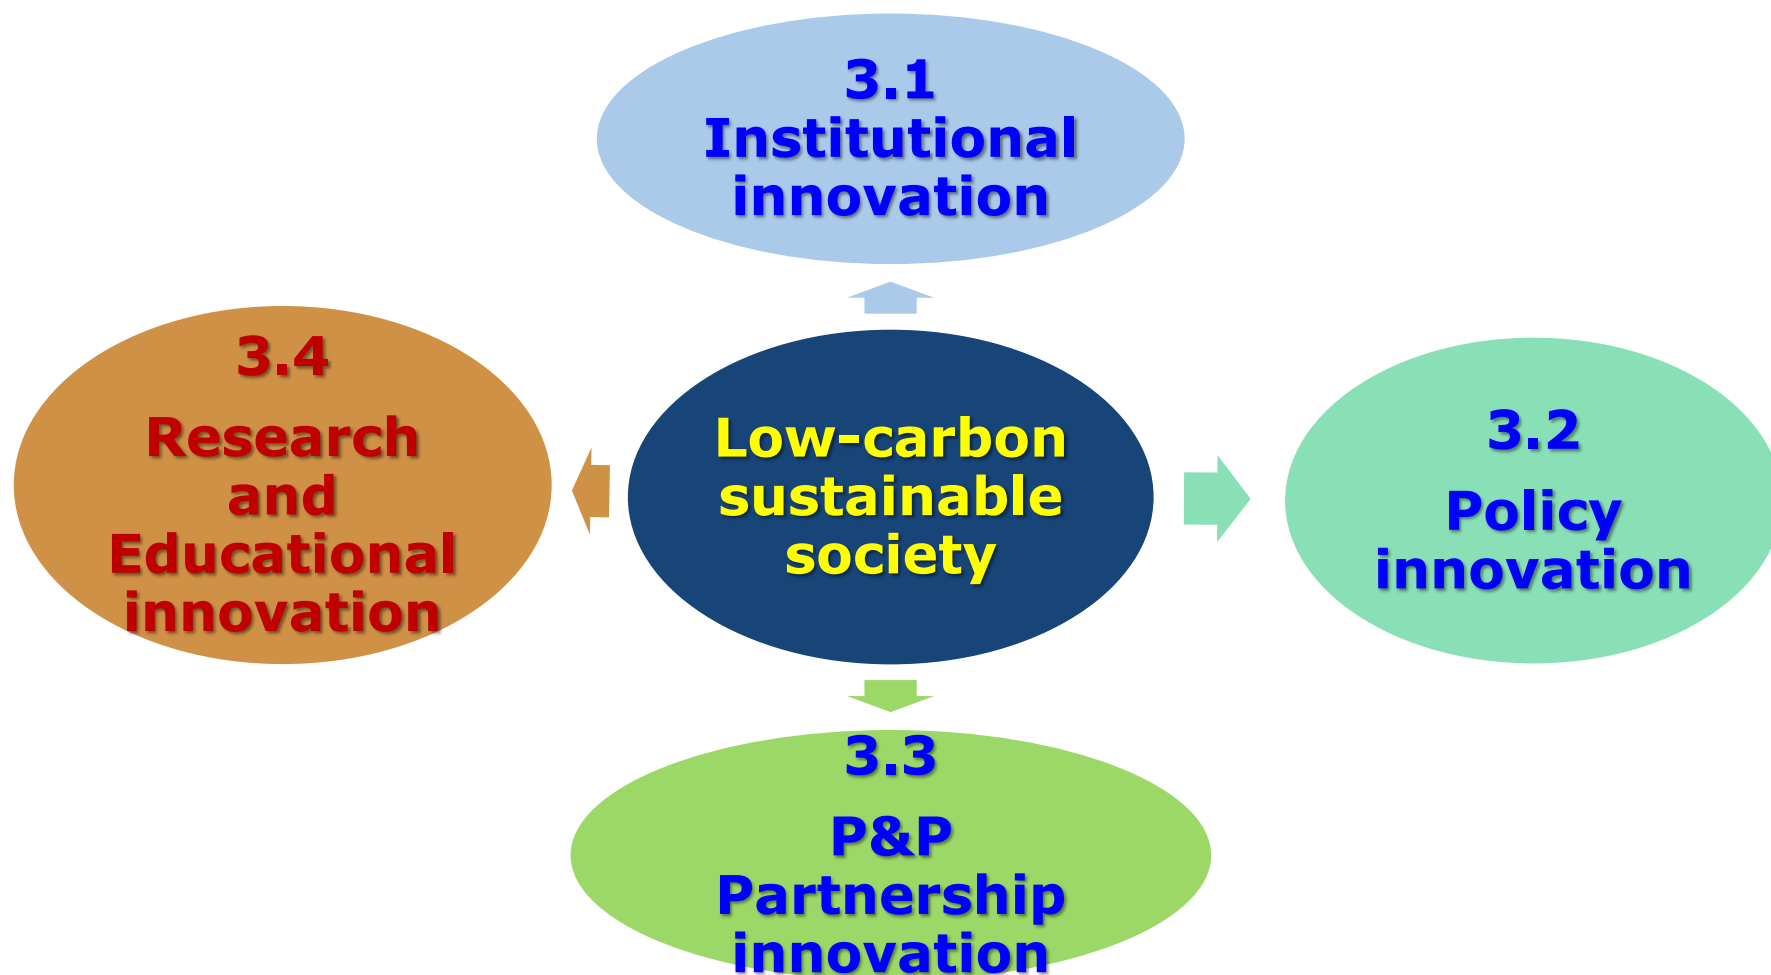 3.1
Institutional
innovation
3.4
Research
and
Educational
innovation
Low-carbon
sustainable
society
3.2
Policy
innovation
3.3
P&P
Partnership
innovation